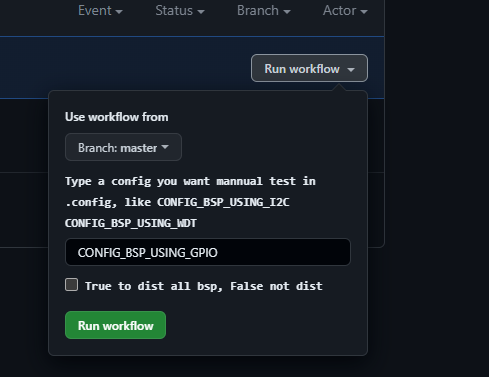 Event Status Branch Actor
Run workflow
Use workflow from
Branch: master
Type a config you want mannual test in
.config, like CONFIG_BSP_USING_I2C
CONFIG_BSP_USING_WDT
CONFIG_BSP_USING_GPIO
True to dist all bsp, False not dist
Run workflow